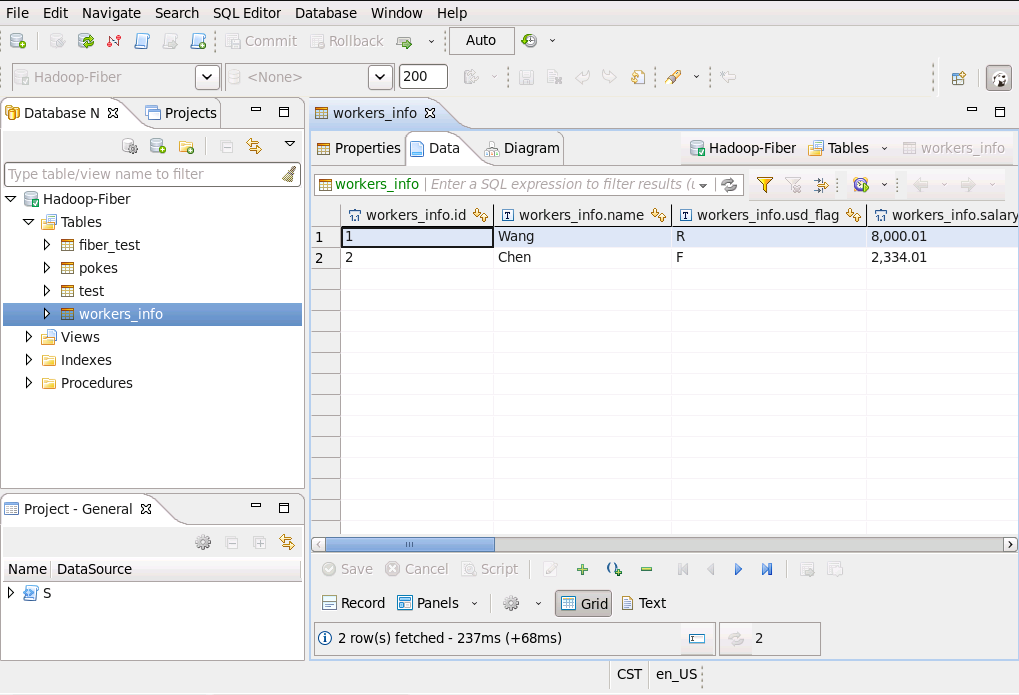 File Edit Navigate Search SQL Editor Database Window Help
Commit Rollback Auto
Hadoop-Fiber <None> 200
Database N Projects
Type table/view name to filter
Hadoop-Fiber
Tables
fiber_test
pokes
test
workers_info
Views
Indexes
Procedures
Project - General
Name DataSource
S
workers_info
Properties Data Diagram Hadoop-Fiber Tables workers_info
workers_info Enter a SQL expression to filter results (
workers_info.id workers_info.name workers_info.usd_flag workers_info.salary
1 1 Wang R 8,000.01
2 2 Chen F 2,334.01
Save Cancel Script
Record Panels Grid Text
2 row(s) fetched - 237ms (+68ms) 2
CST en_US